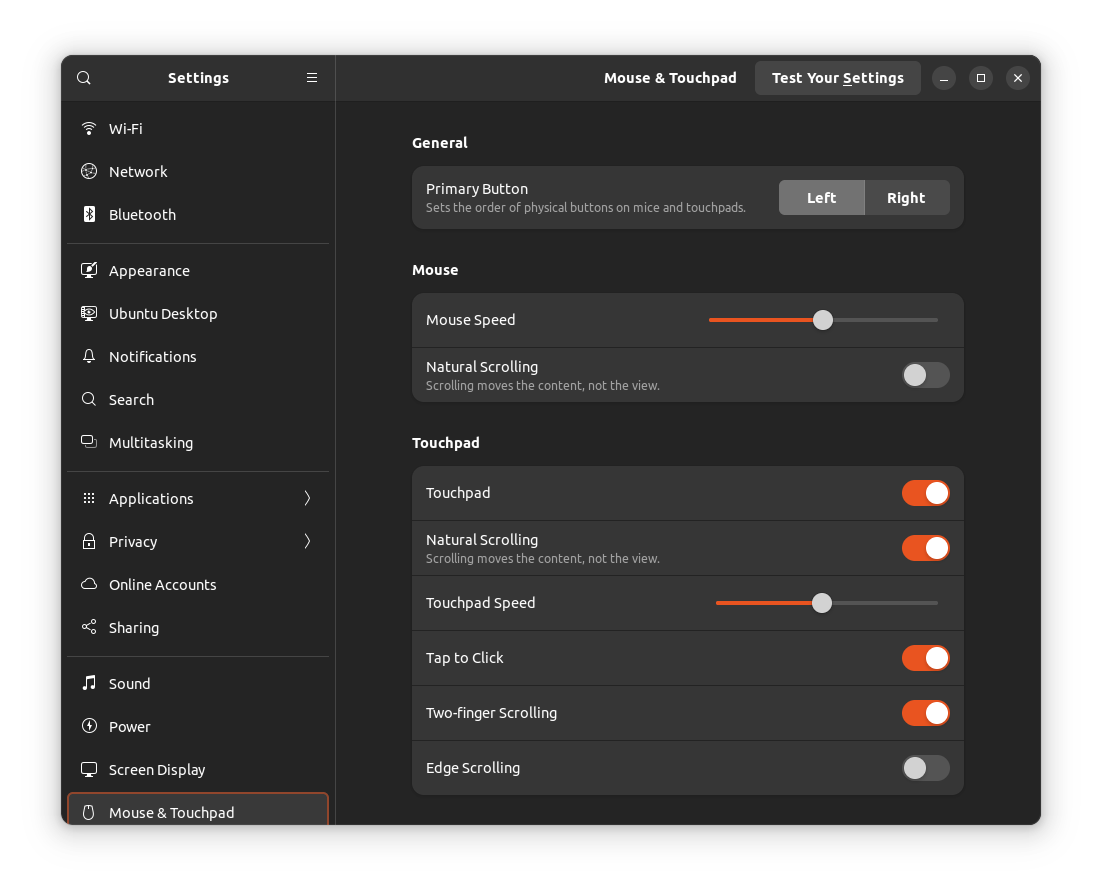 Settings
Mouse & Touchpad
Test Your Settings
Wi-Fi
Network
Bluetooth
Appearance
Ubuntu Desktop
Notifications
Search
Multitasking
Applications
Privacy
Online Accounts
Sharing
Sound
Power
Screen Display
Mouse & Touchpad
General
Primary Button
Sets the order of physical buttons on mice and touchpads.
Left
Right
Mouse
Mouse Speed
Natural Scrolling
Scrolling moves the content, not the view.
Touchpad
Touchpad
Natural Scrolling
Scrolling moves the content, not the view.
Touchpad Speed
Tap to Click
Two-finger Scrolling
Edge Scrolling